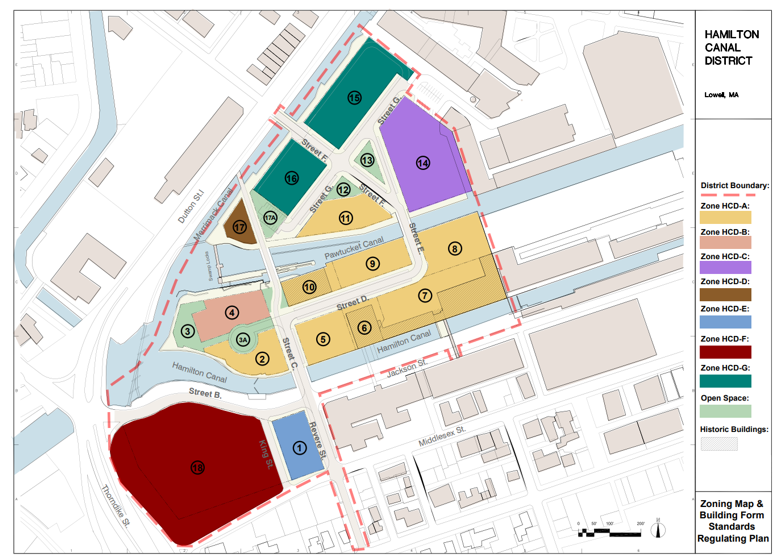 HAMILTON
CANAL
DISTRICT
Lowell, MA
District Boundary:
Zone HCD-A:
Zone HCD-B:
Zone HCD-C:
Zone HCD-D:
Zone HCD-E:
Zone HCD-F:
Zone HCD-G:
Open Space:
Historic Buildings:
Zoning Map &
Building Form
Standards
Regulating Plan
15
Street G.
Street F.
13
14
16
12
Street G.
Street F.
Dutton St.
Merrimack Canal
17A
17
11
Street E.
Pawtucket Canal
8
9
10
7
Street D.
4
3
3A
6
5
2
Street C.
Hamilton Canal
Hamilton Canal
Jackson St.
Street B.
Revere St.
King St.
1
Middlesex St.
Thorndike St.
0
50
100
200